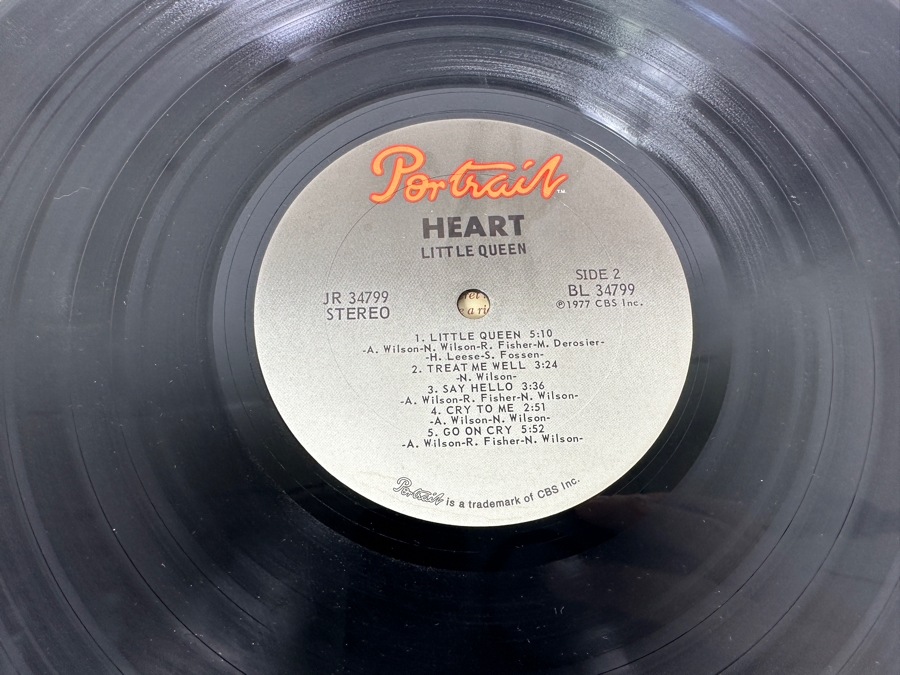 Portrait TM
HEART
LITTLE QUEEN
SIDE 2
JR 34799
BL 34799
STEREO
℗1977 CBS Inc.
1. LITTLE QUEEN 5:10
-A. Wilson-N. Wilson-R. Fisher-M. Derosier-
-H. Leese-S. Fossen-
2. TREAT ME WELL 3:24
-N. Wilson-
3. SAY HELLO 3:36
-A. Wilson-R. Fisher-N. Wilson-
4. CRY TO ME 2:51
-A. Wilson-N. Wilson-
5. GO ON CRY 5:52
-A. Wilson-R. Fisher-N. Wilson-
Portrait is a trademark of CBS Inc.